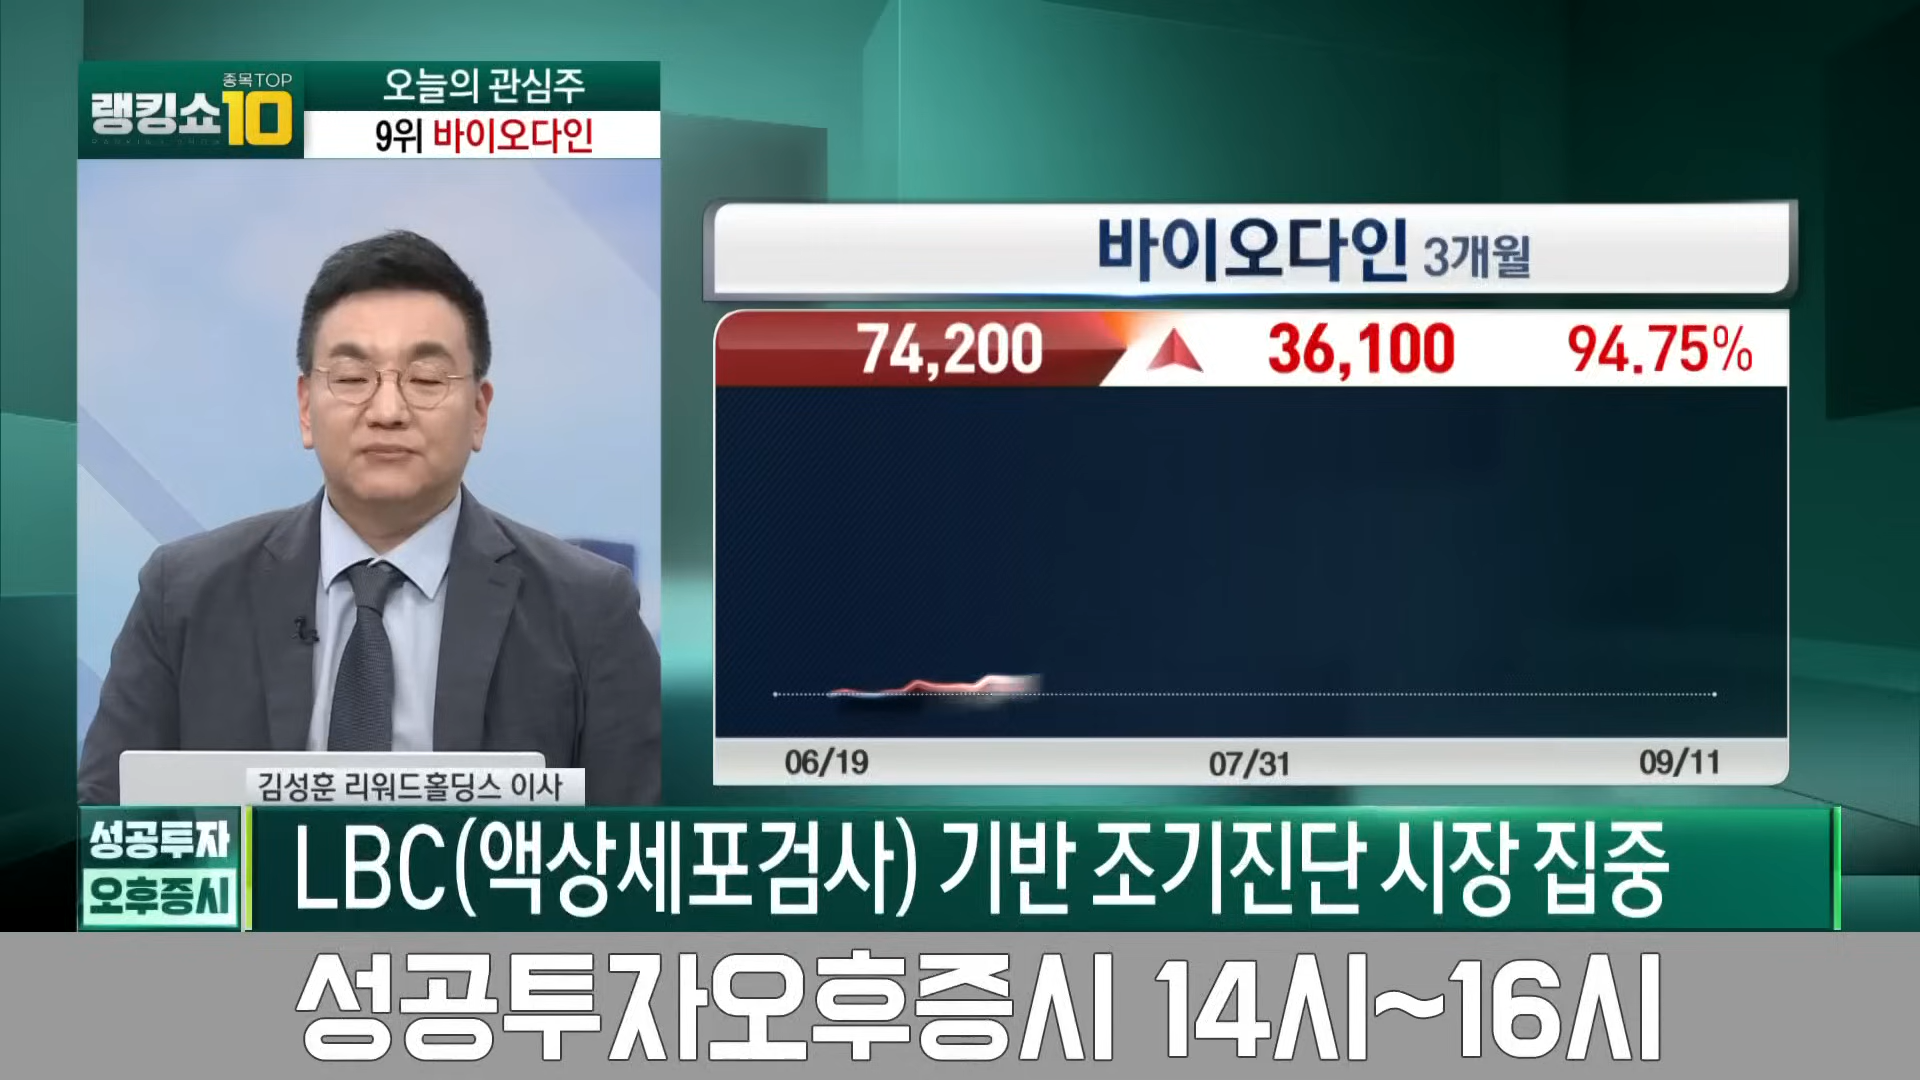 종목TOP
랭킹쇼10
오늘의 관심주
9위 바이오다인
바이오다인 3개월
74,200 36,100 94.75%
06/19 07/31 09/11
김성훈 리워드홀딩스 이사
성공투자
오후증시
LBC(액상세포검사) 기반 조기진단 시장 집중
성공투자오후증시 14시~16시